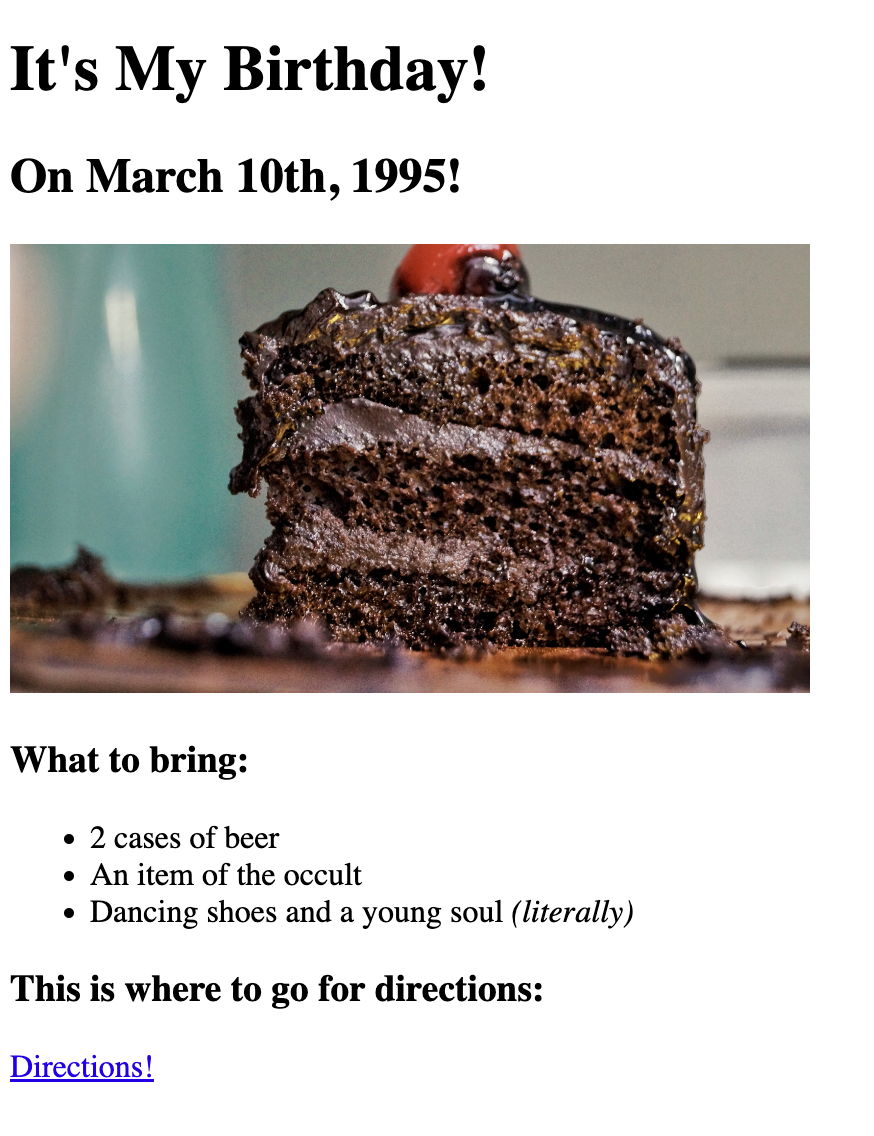 It's My Birthday!
On March 10th, 1995!
What to bring:
2 cases of beer
An item of the occult
Dancing shoes and a young soul (literally)
This is where to go for directions:
Directions!